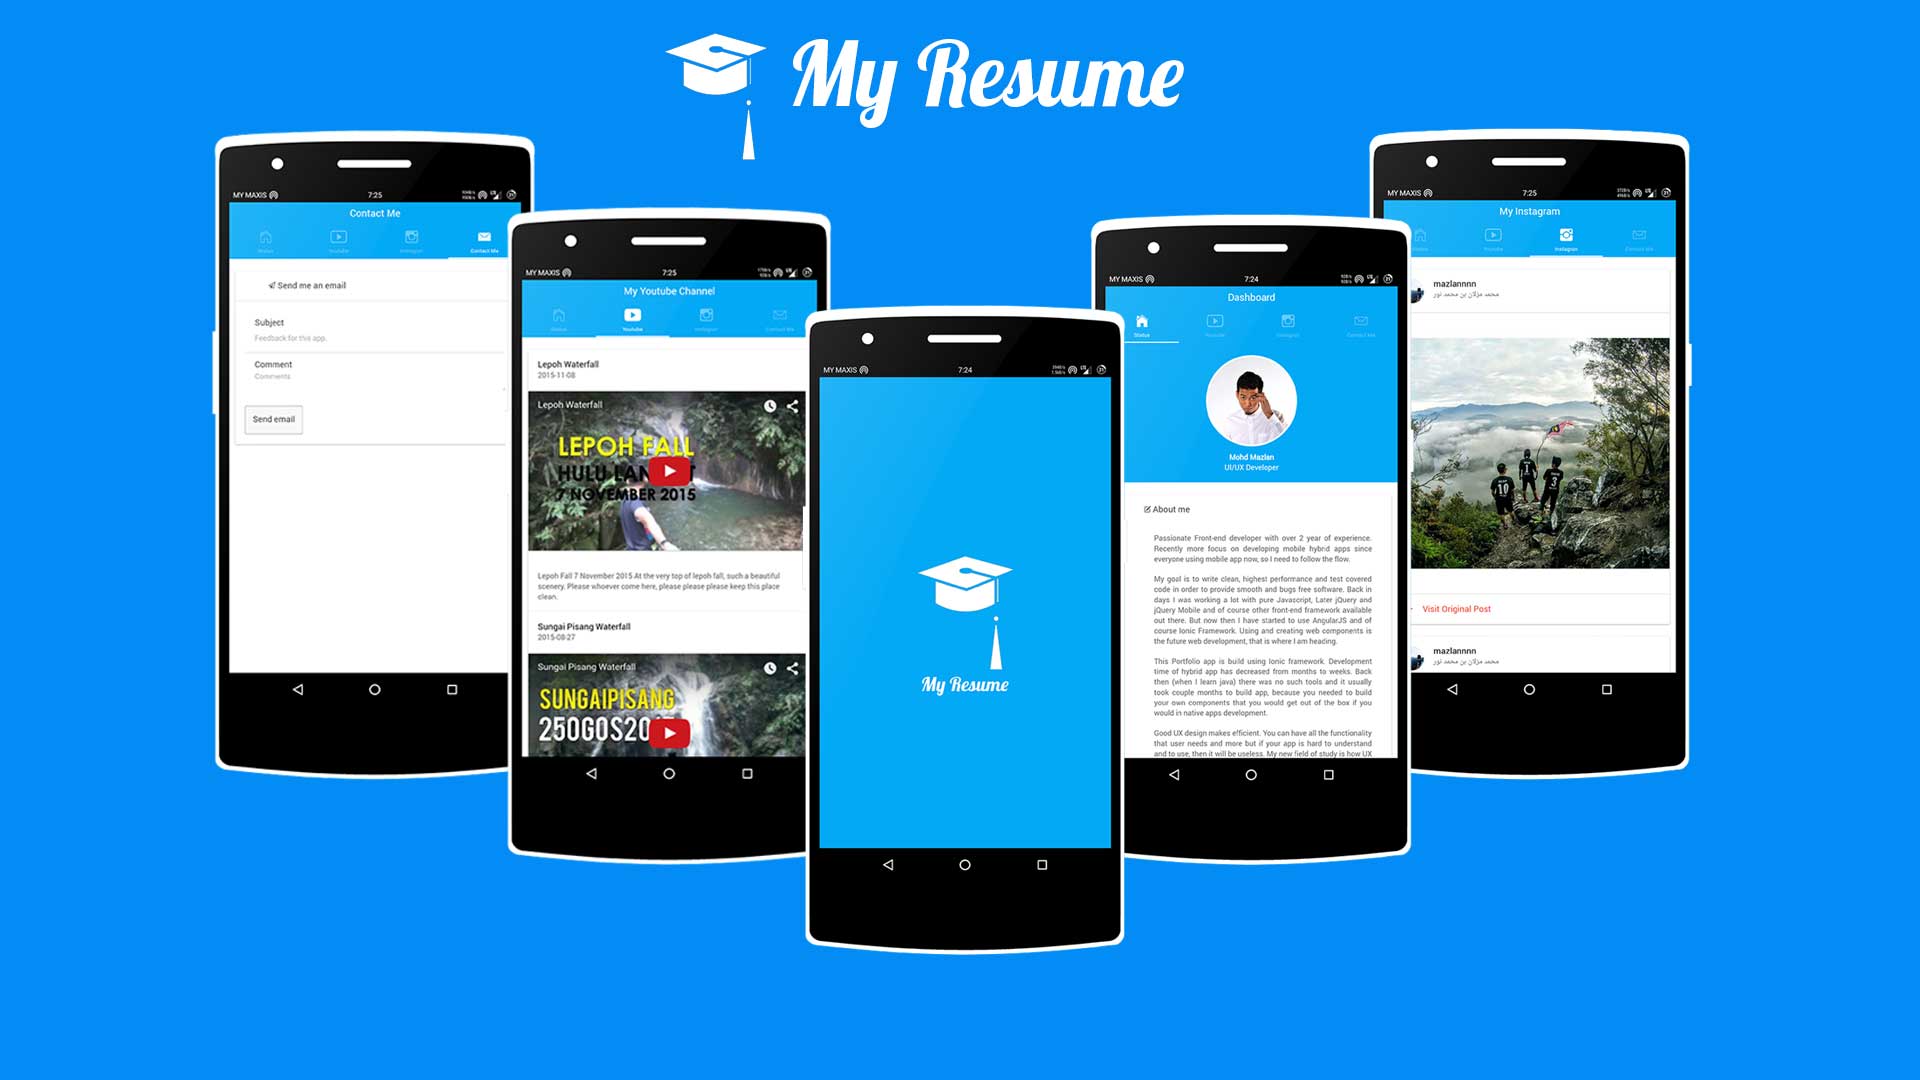 My Resume
MY MAXIS
7:25
Contact Me
Status
Youtube
Instagram
Contact Me
Send me an email
Subject
Feedback for this app.
Comment
Comments
Send email
MY MAXIS
7:25
My Youtube Channel
Status
Youtube
Instagram
Contact Me
Lepoh Waterfall
2015-11-08
Lepoh Waterfall
LEPOH FALL
7 NOVEMBER 2015
Lepoh Fall 7 November 2015 At the very top of lepoh fall, such a beautiful
scenery. Please whoever come here, please please please keep this place
clean.
Sungai Pisang Waterfall
2015-08-27
Sungai Pisang Waterfall
SUNGAIPISANG
MY MAXIS
7:24
My Resume
MY MAXIS
7:24
Dashboard
Status
Youtube
Instagram
Contact Me
Mohd Mazlan
UI/UX Developer
About me
Passionate Front-end developer with over 2 year of experience.
Recently more focus on developing mobile hybrid apps since
everyone using mobile app now, so I need to follow the flow.
My goal is to write clean, highest performance and test covered
code in order to provide smooth and bugs free software. Back in
days I was working a lot with pure Javascript, Later jQuery and
jQuery Mobile and of course other front-end framework available
out there. But now then I have started to use AngularJS and of
course Ionic Framework. Using and creating web components is
the future web development, that is where I am heading.
This Portfolio app is build using Ionic framework. Development
time of hybrid app has decreased from months to weeks. Back
then (when I learn java) there was no such tools and it usually
took couple months to build app, because you needed to build
your own components that you would get out of the box if you
would in native apps development.
Good UX design makes efficient. You can have all the functionality
that user needs and more but if your app is hard to understand
and to use, then it will be useless. My new field of study is how UX
MY MAXIS
7:25
My Instagram
Status
Youtube
Instagram
Contact Me
mazlannnn
محمد مزلان بن محمد نور
Visit Original Post
mazlannnn
محمد مزلان بن محمد نور